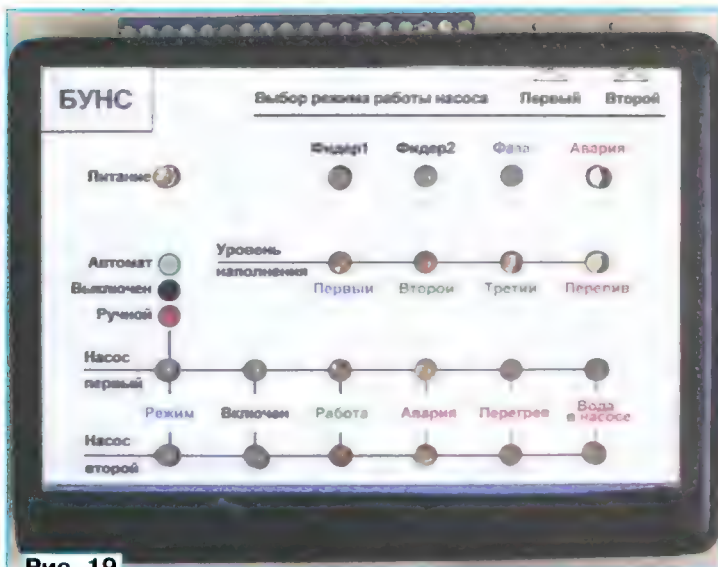 БУНС
Выбор режима работы насоса Первый Второй
Фидер1 Фидер2 Фаза Авария
Питание
Уровень наполнения
Первый Второй Третий Перелив
Автомат
Выключен
Ручной
Насос первый
Режим Включен Работа Авария Перегрев Вода в насосе
Насос второй
Рис. 19